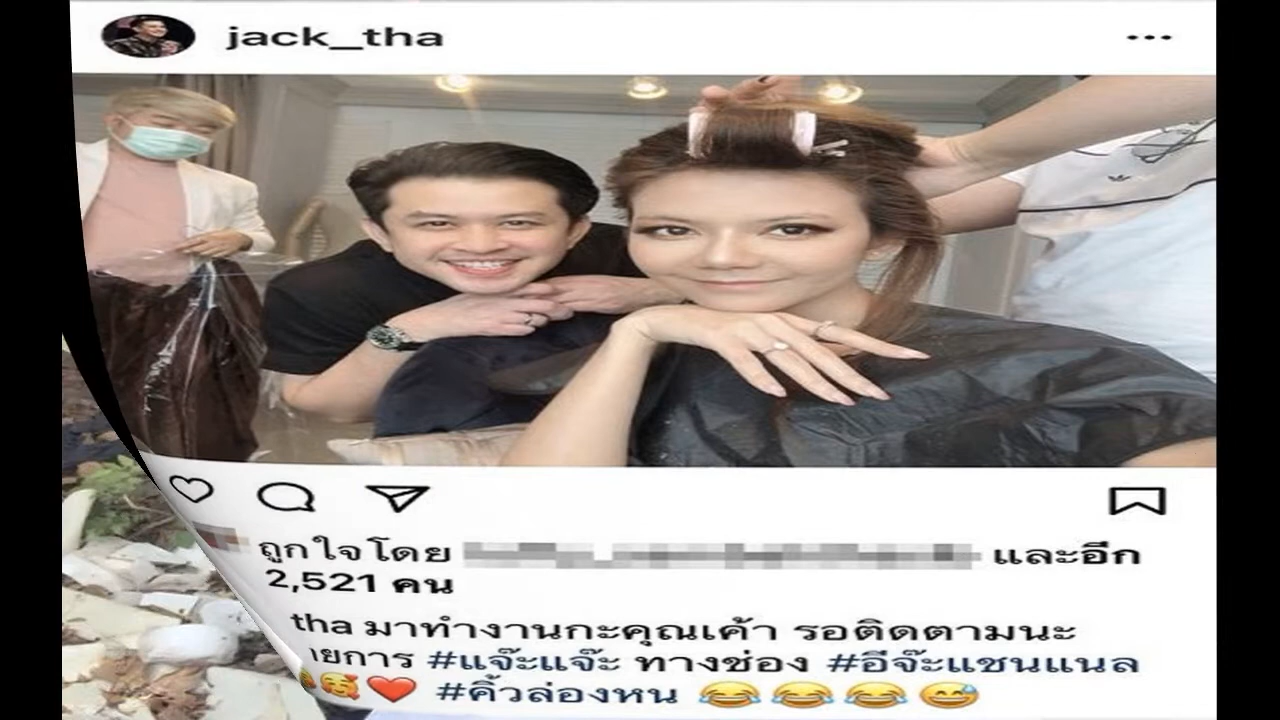 jack_tha
ถูกใจโดย และอีก
2,521 คน
tha มาทำงานกะคุณเค้า รอติดตามนะ
ายการ #แจ๊ะแจ๊ะ ทางช่อง #อีจ๊ะแชนแนล
#คิ้วล่องหน